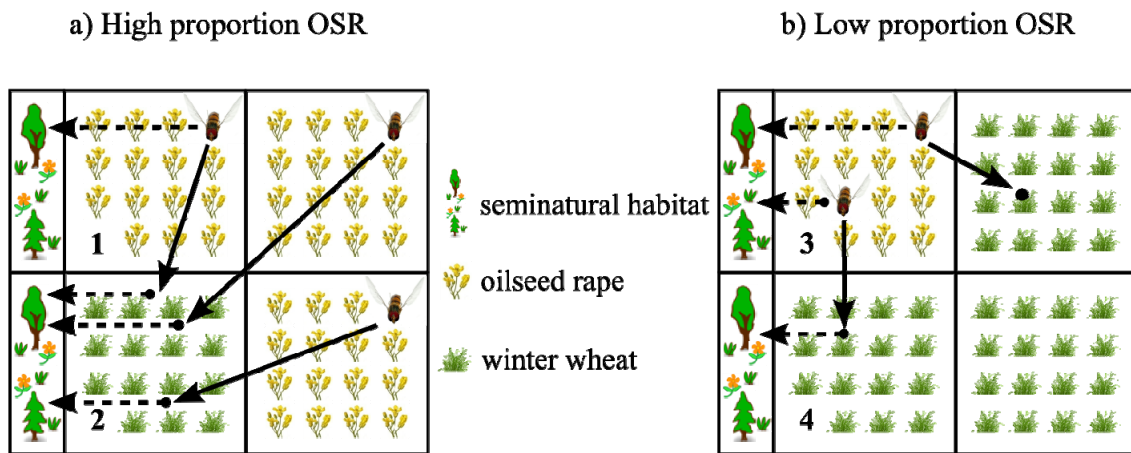 a) High proportion OSR
b) Low proportion OSR
1
2
seminatural habitat
oilseed rape
winter wheat
3
4